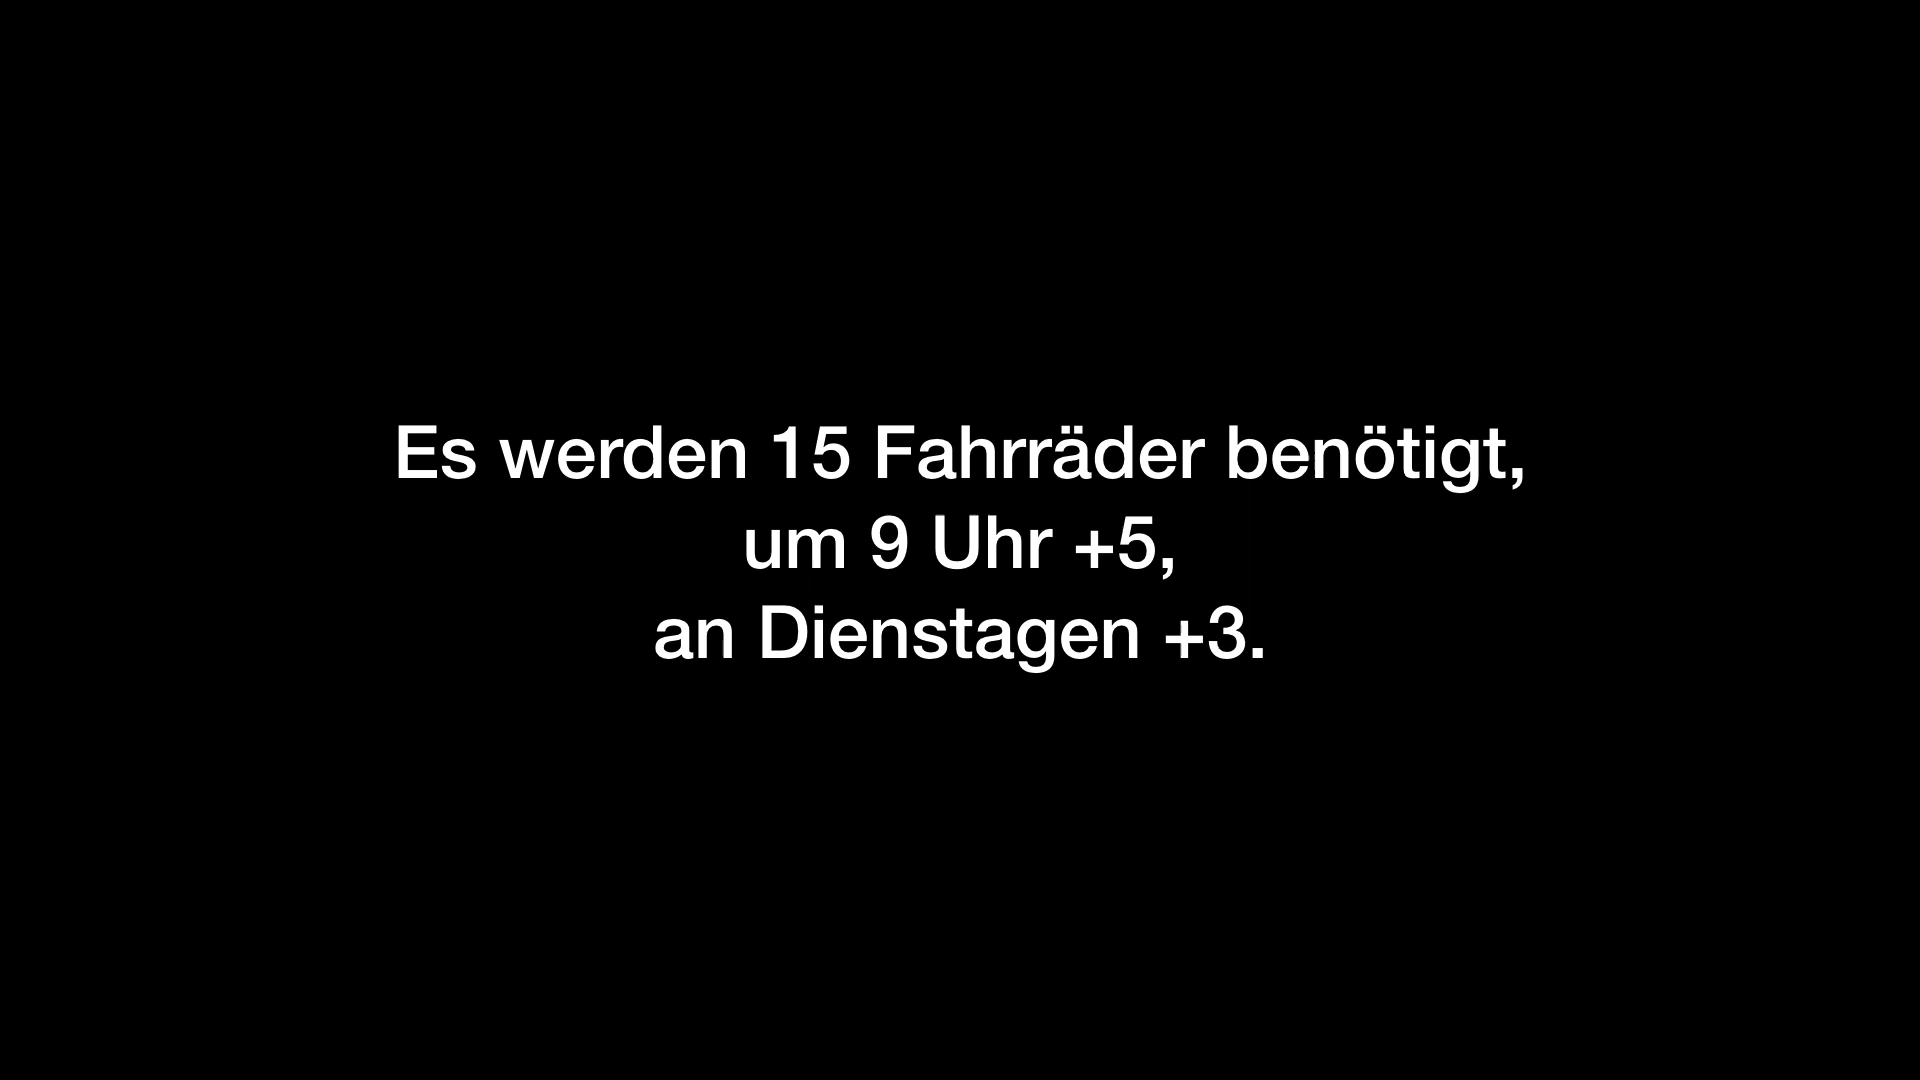 Es werden 15 Fahrräder benötigt,
um 9 Uhr +5,
an Dienstagen +3.